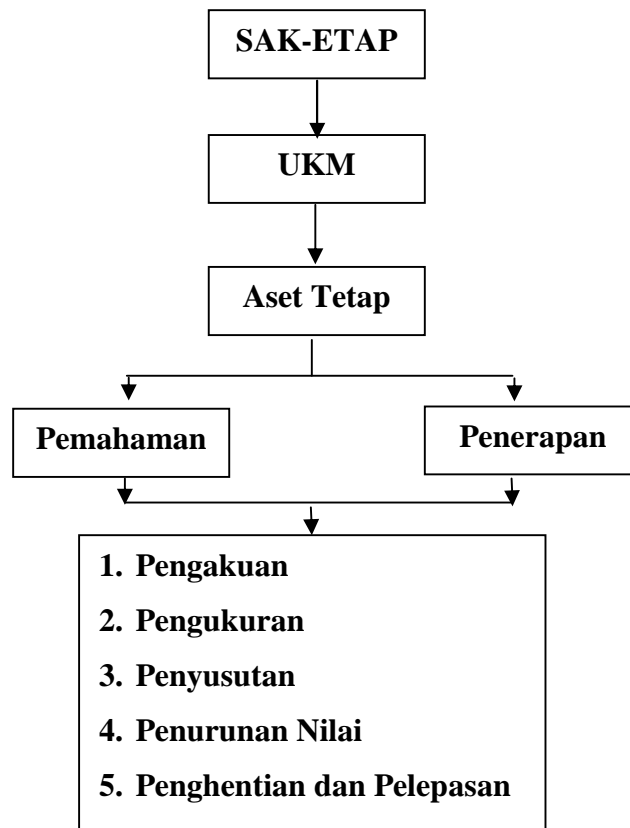 SAK-ETAP
UKM
Aset Tetap
Pemahaman
Penerapan
1. Pengakuan
2. Pengukuran
3. Penyusutan
4. Penurunan Nilai
5. Penghentian dan Pelepasan